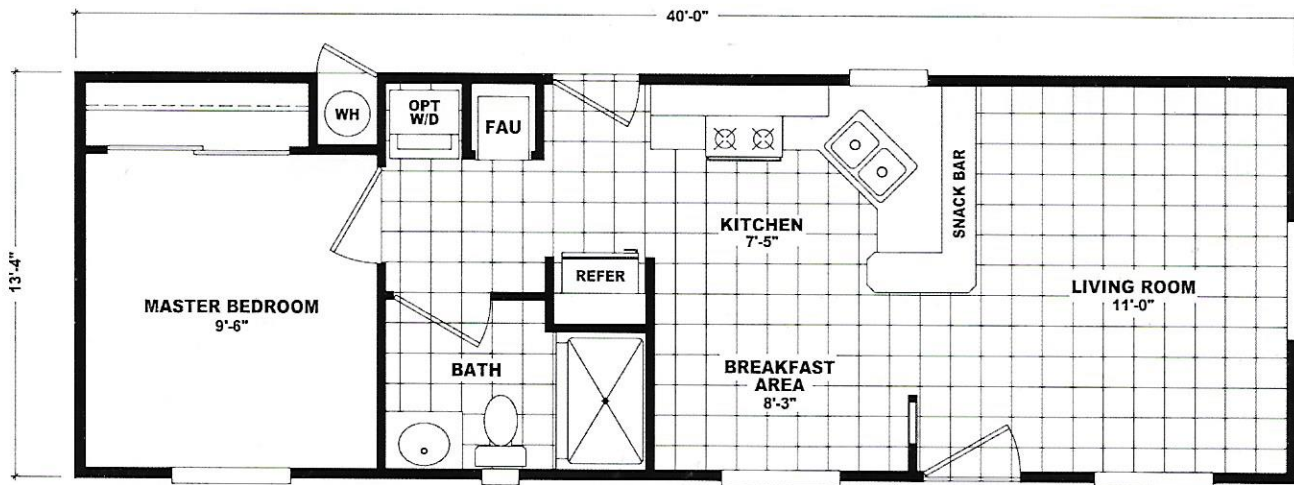 40'-0"
13'-4"
WH
OPT
W/D
FAU
SNACK BAR
KITCHEN
7'-5"
REFER
MASTER BEDROOM
9'-6"
LIVING ROOM
11'-0"
BATH
BREAKFAST
AREA
8'-3"